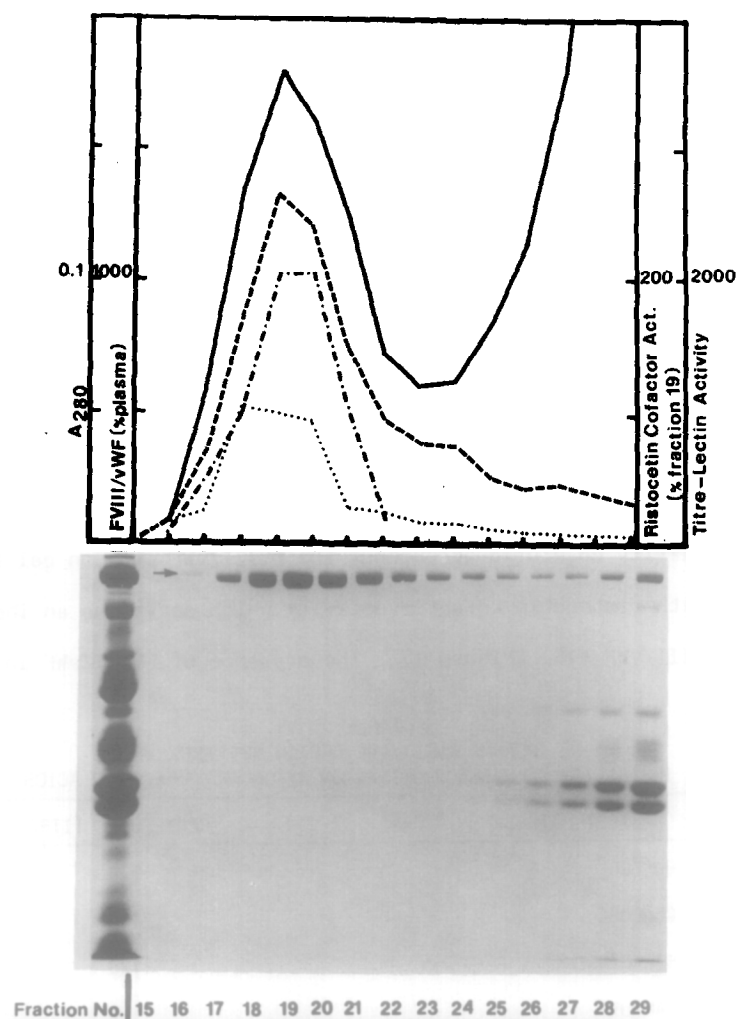 A280
0.1
FVIII/vWF (%plasma)
1000
200
Ristocetin Cofactor Act.
(% fraction 19)
2000
Titre-Lectin Activity
Fraction No. 15 16 17 18 19 20 21 22 23 24 25 26 27 28 29